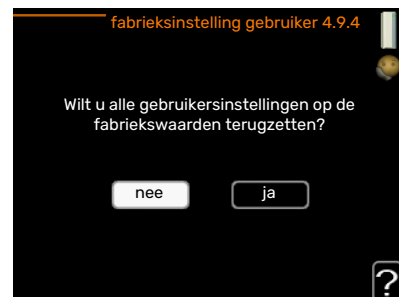 fabrieksinstelling gebruiker 4.9.4
Wilt u alle gebruikersinstellingen op de
fabriekswaarden terugzetten?
nee
ja
?